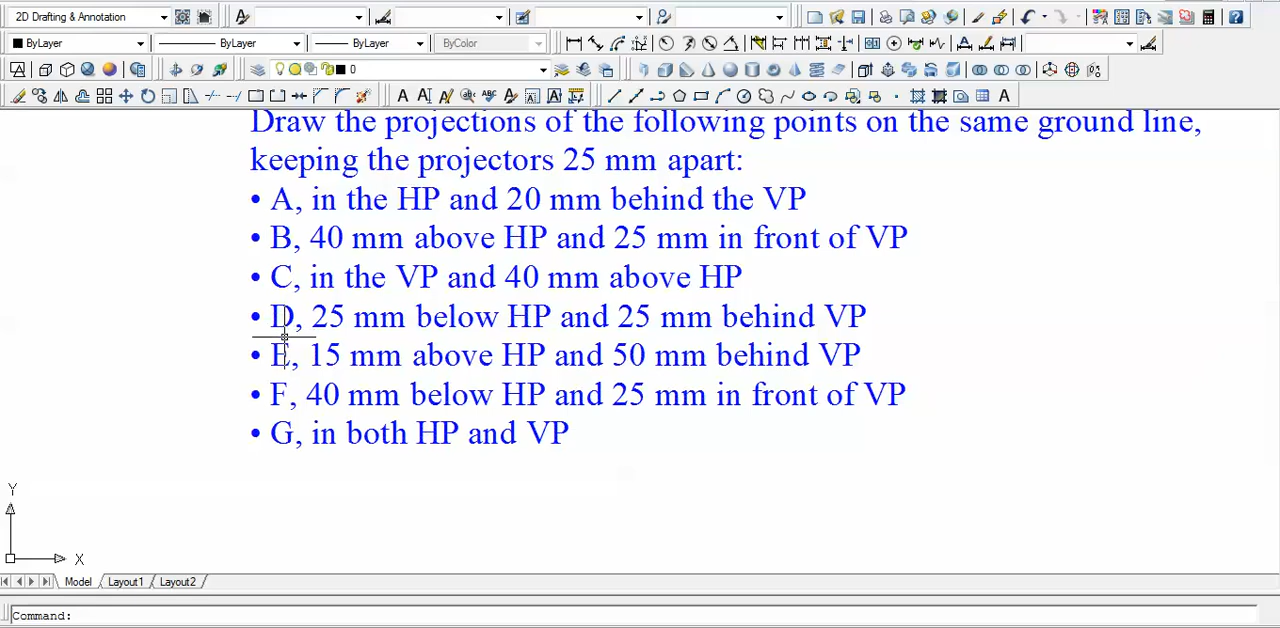 2D Drafting & Annotation
ByLayer ByLayer ByLayer ByColor
0
Draw the projections of the following points on the same ground line,
keeping the projectors 25 mm apart:
• A, in the HP and 20 mm behind the VP
• B, 40 mm above HP and 25 mm in front of VP
• C, in the VP and 40 mm above HP
• D, 25 mm below HP and 25 mm behind VP
• E, 15 mm above HP and 50 mm behind VP
• F, 40 mm below HP and 25 mm in front of VP
• G, in both HP and VP
Y
X
Model Layout1 Layout2
Command: